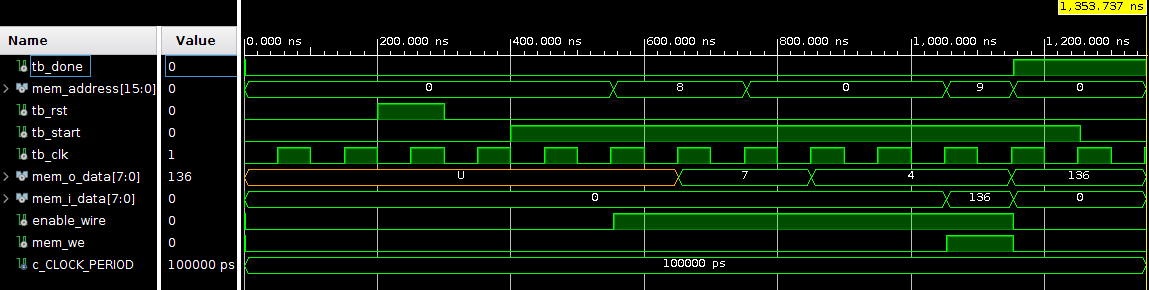 1,353.737 ns
Name Value 0.000 ns 200.000 ns 400.000 ns 600.000 ns 800.000 ns 1,000.000 ns 1,200.000 ns
tb_done 0
mem_address[15:0] 0 0 8 0 9 0
tb_rst 0
tb_start 0
tb_clk 1
mem_o_data[7:0] 136 U 7 4 136
mem_i_data[7:0] 0 0 136 0
enable_wire 0
mem_we 0
c_CLOCK_PERIOD 100000 ps 100000 ps